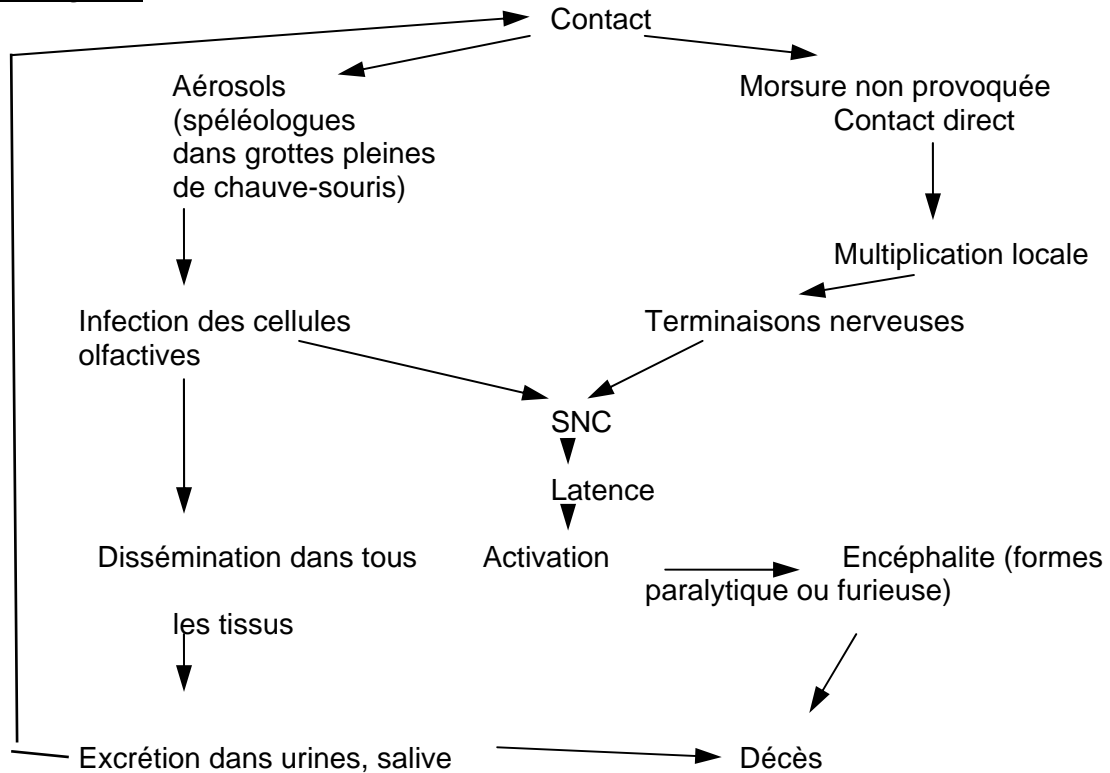 Contact
Aérosols
(spéléologues
dans grottes pleines
de chauve-souris)
Morsure non provoquée
Contact direct
Multiplication locale
Infection des cellules
olfactives
Terminaisons nerveuses
SNC
Latence
Dissémination dans tous
les tissus
Activation
Encéphalite (formes
paralytique ou furieuse)
Excrétion dans urines, salive
Décès